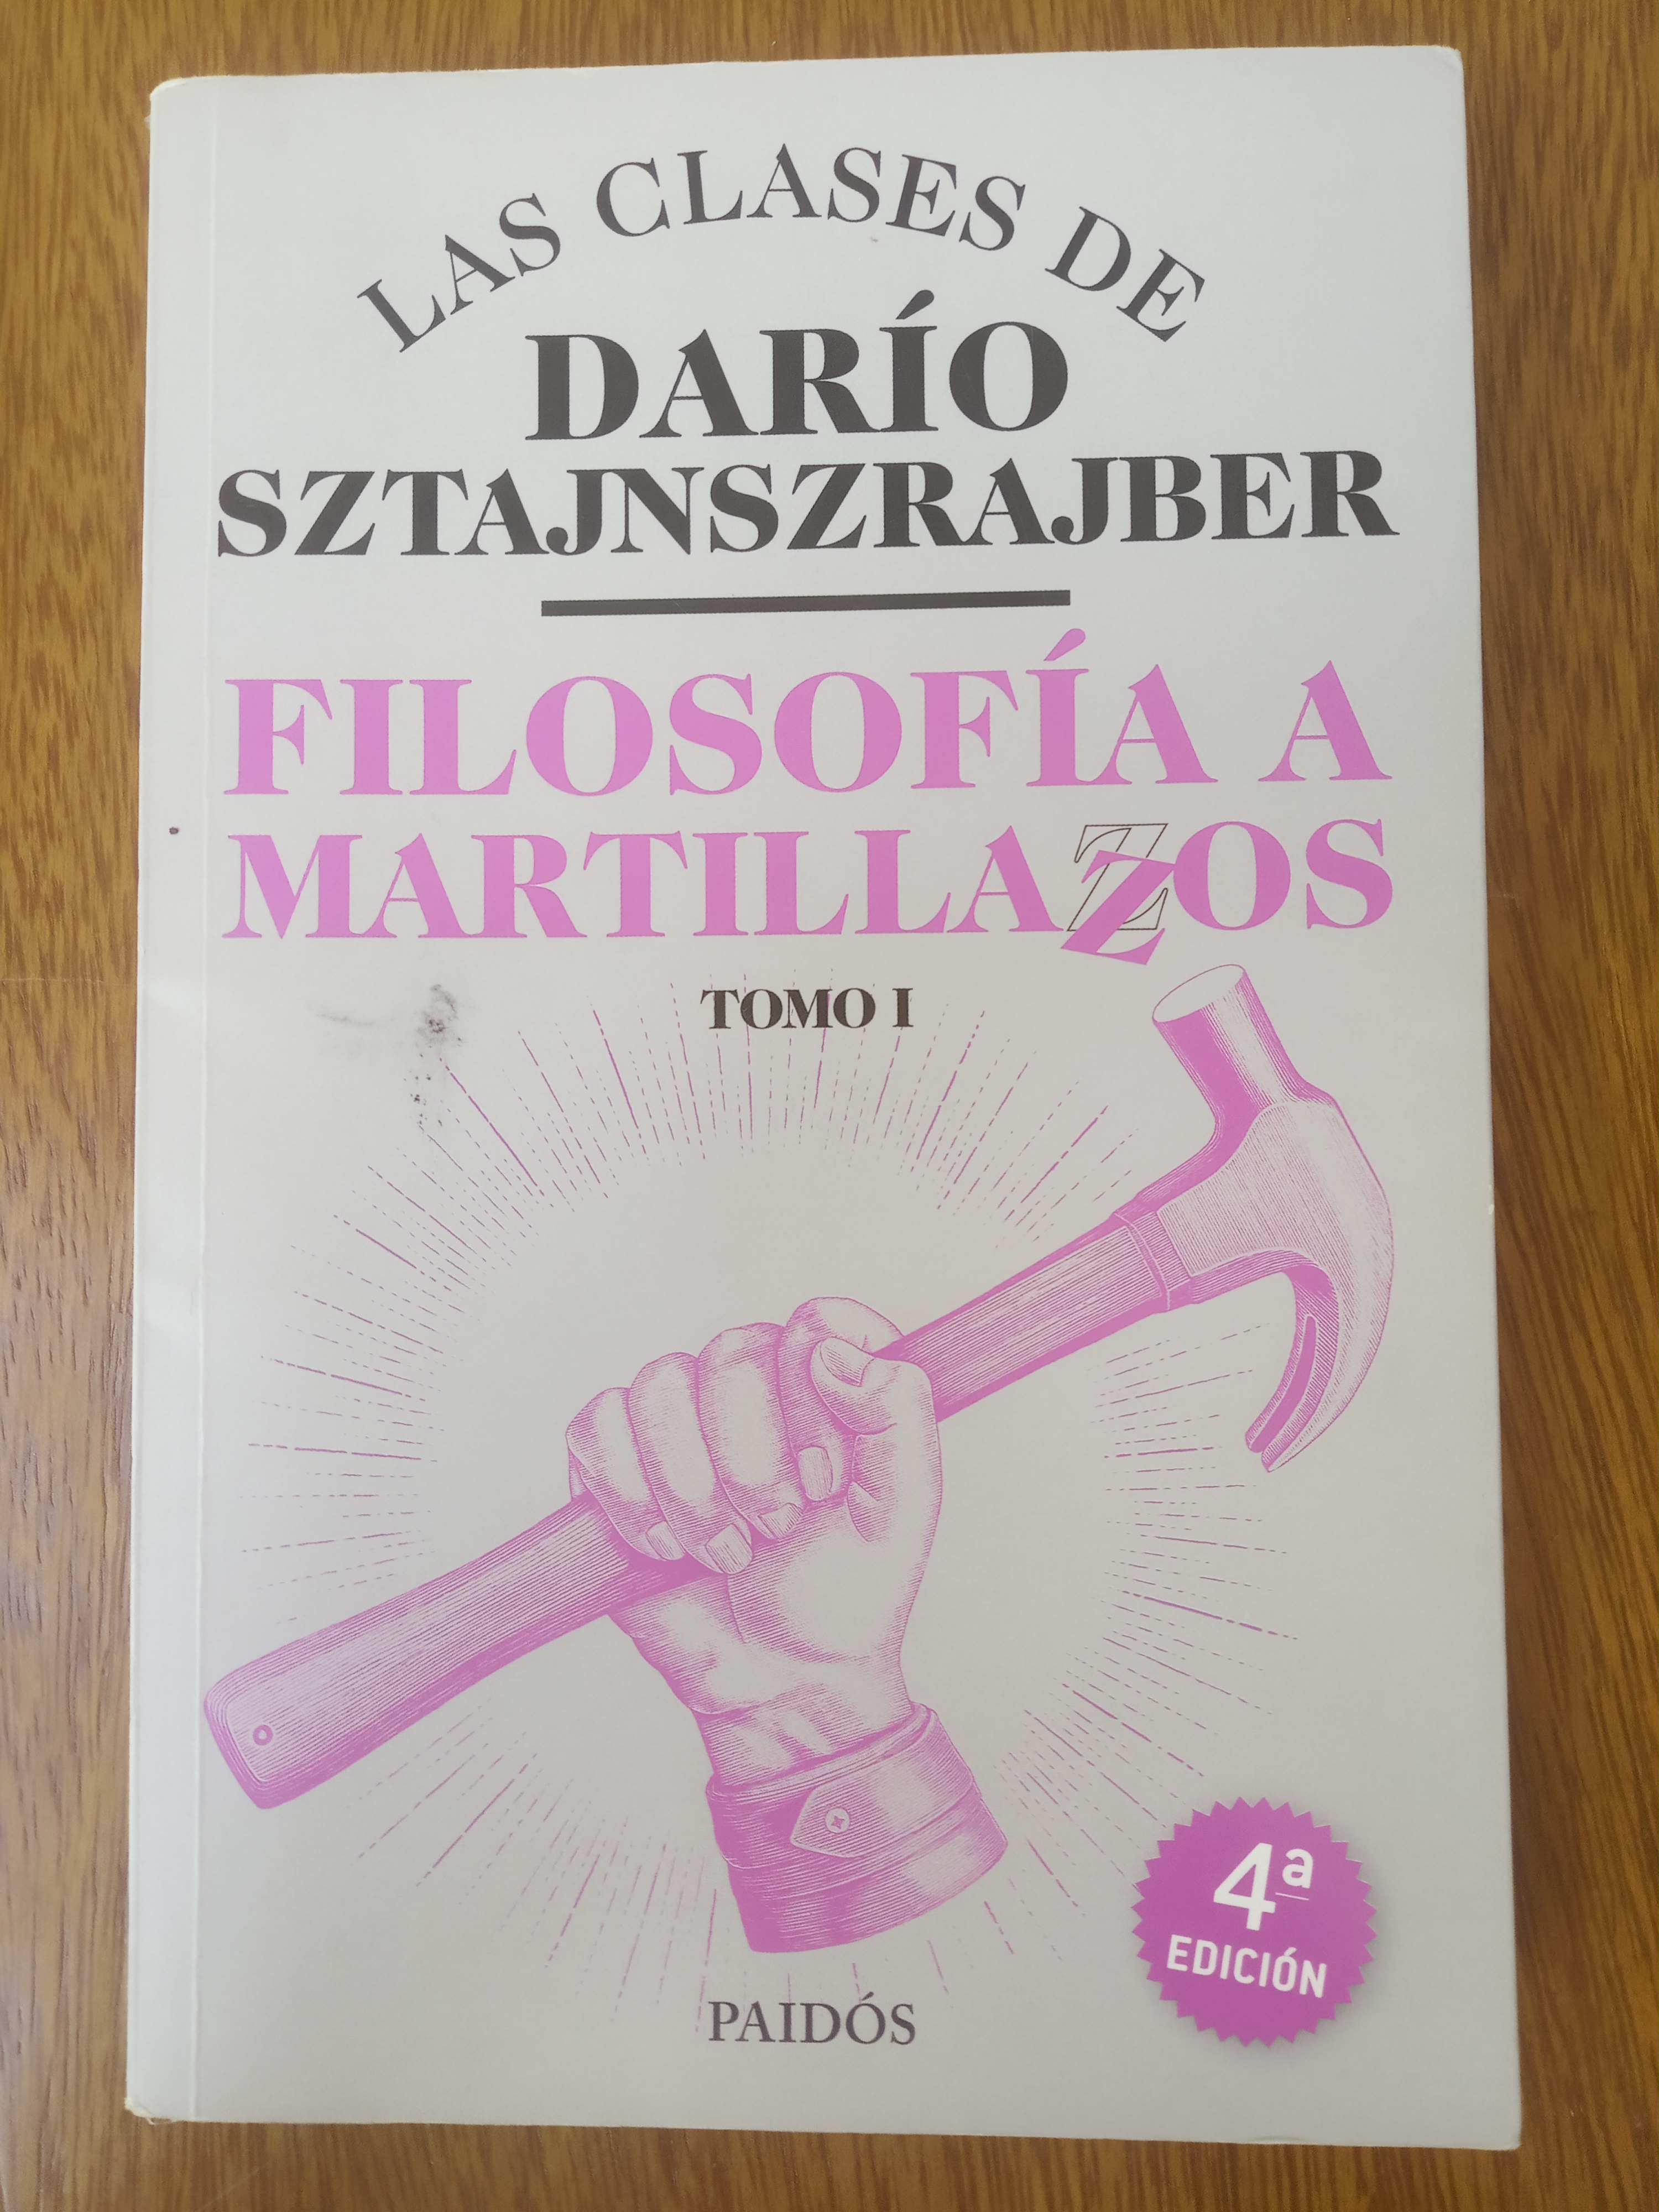 LAS CLASES DE
DARÍO
SZTAJNSZRAJBER
FILOSOFÍA A
MARTILLAZOS
TOMO I
4ª
EDICIÓN
PAIDÓS